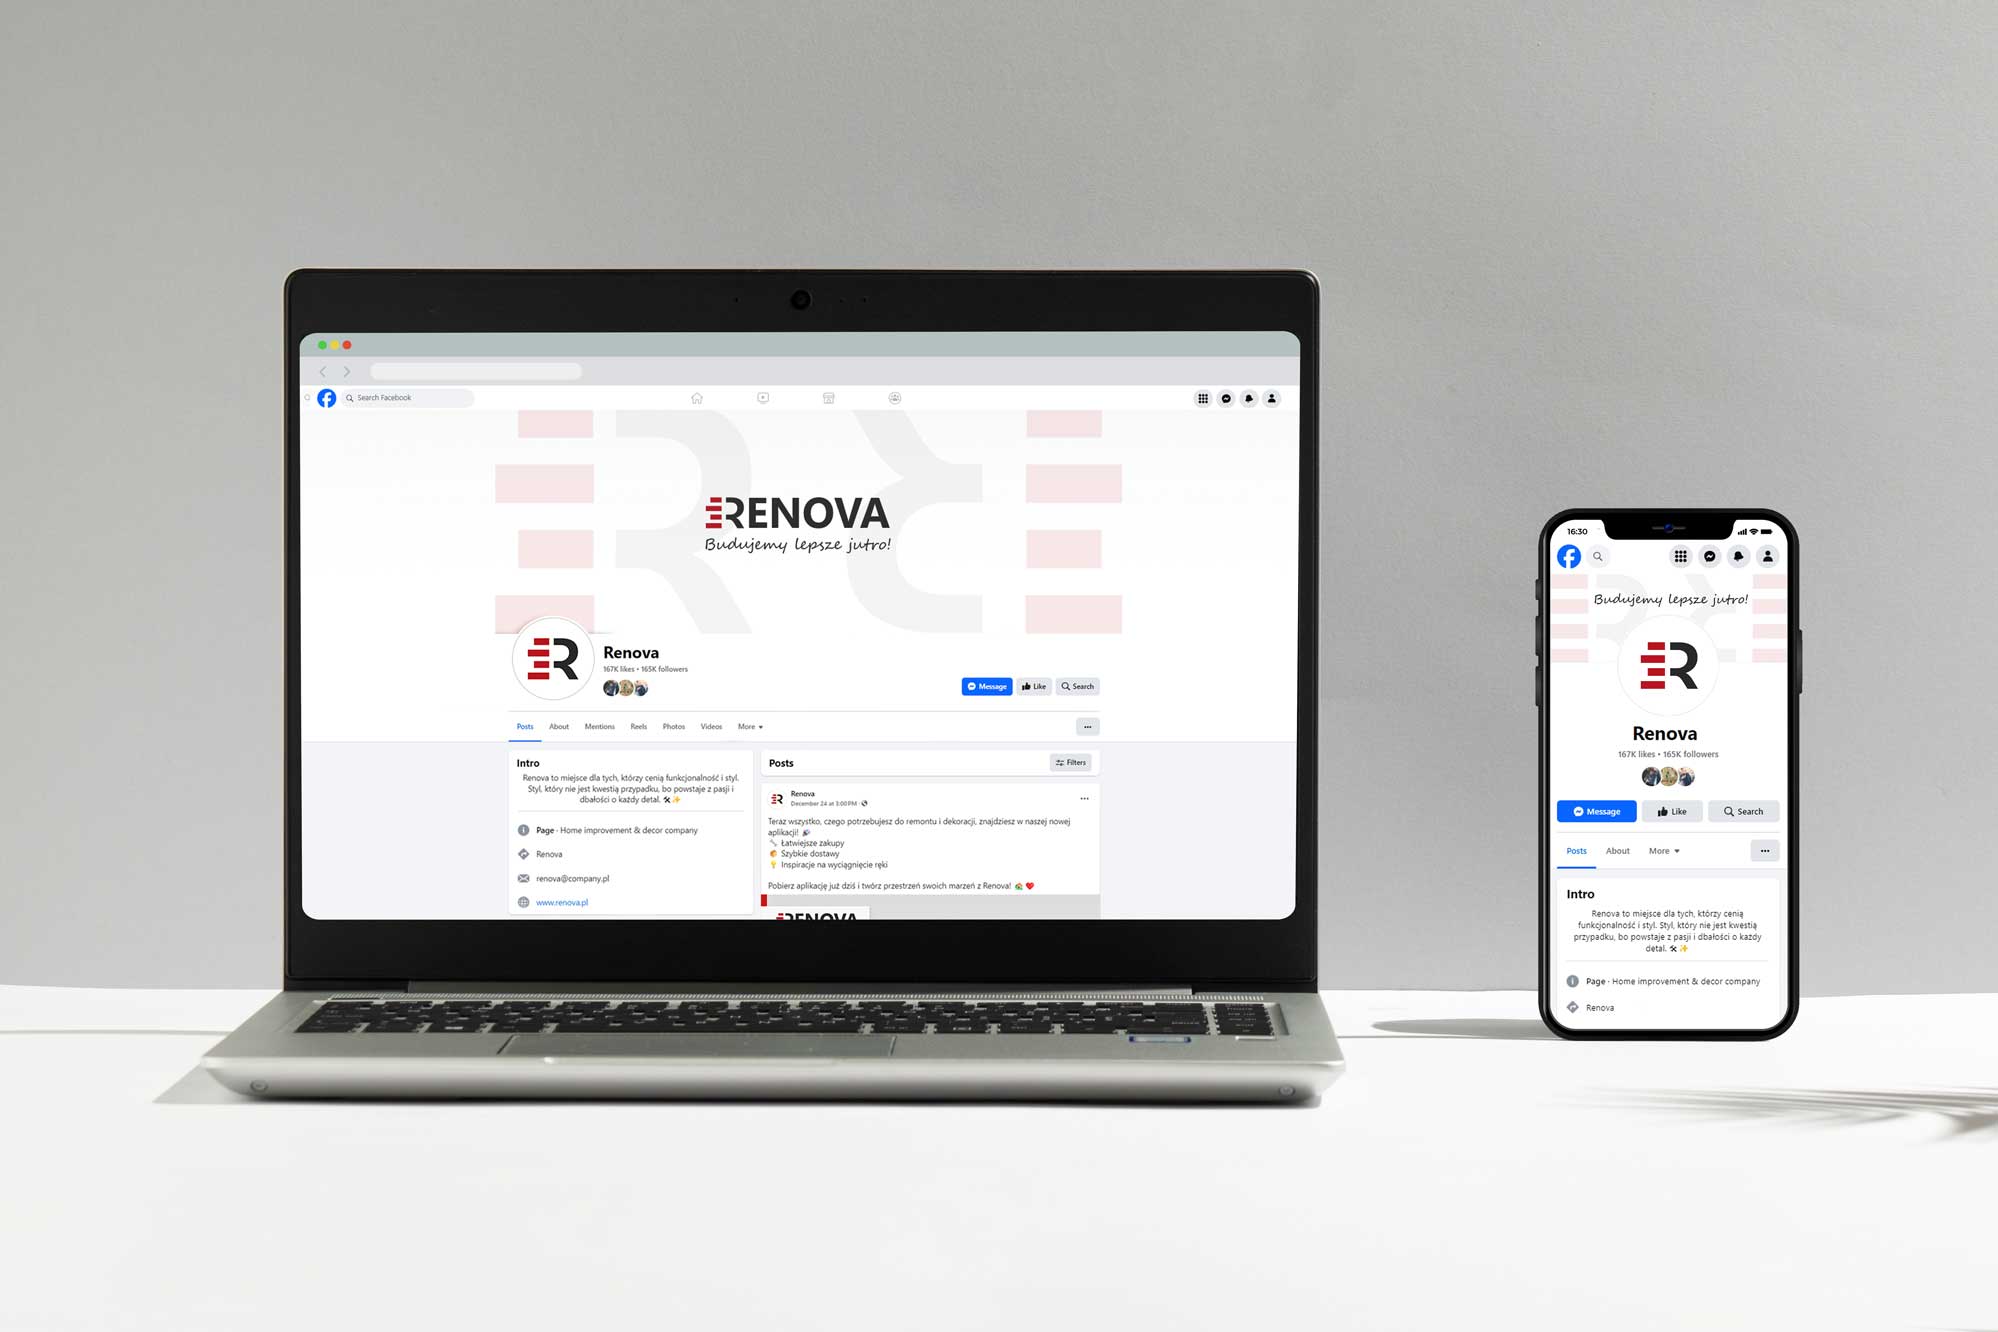 Search Facebook
RENOVA
Budujemy lepsze jutro!
R
Renova
167K likes • 165K followers
Message
Like
Search
Posts
About
Mentions
Reels
Photos
Videos
More
Intro
Renova to miejsce dla tych, którzy cenią funkcjonalność i styl.
Styl, który nie jest kwestią przypadku, bo powstaje z pasji i
dbałości o każdy detal. 🛠✨
Page · Home improvement & decor company
Renova
renova@company.pl
www.renova.pl
Posts
Filters
R
Renova
December 24 at 3:00 PM ·
Teraz wszystko, czego potrzebujesz do remontu i dekoracji, znajdziesz w naszej nowej
aplikacji! 🎉
🔧 Łatwiejsze zakupy
📦 Szybkie dostawy
💡 Inspiracje na wyciągnięcie ręki
Pobierz aplikację już dziś i twórz przestrzeń swoich marzeń z Renova! 🏡 ❤️
RENOVA
16:30
Budujemy lepsze jutro!
R
Renova
167K likes • 165K followers
Message
Like
Search
Posts
About
More
Intro
Renova to miejsce dla tych, którzy cenią
funkcjonalność i styl. Styl, który nie jest kwestią
przypadku, bo powstaje z pasji i dbałości o każdy
detal. 🛠✨
Page · Home improvement & decor company
Renova